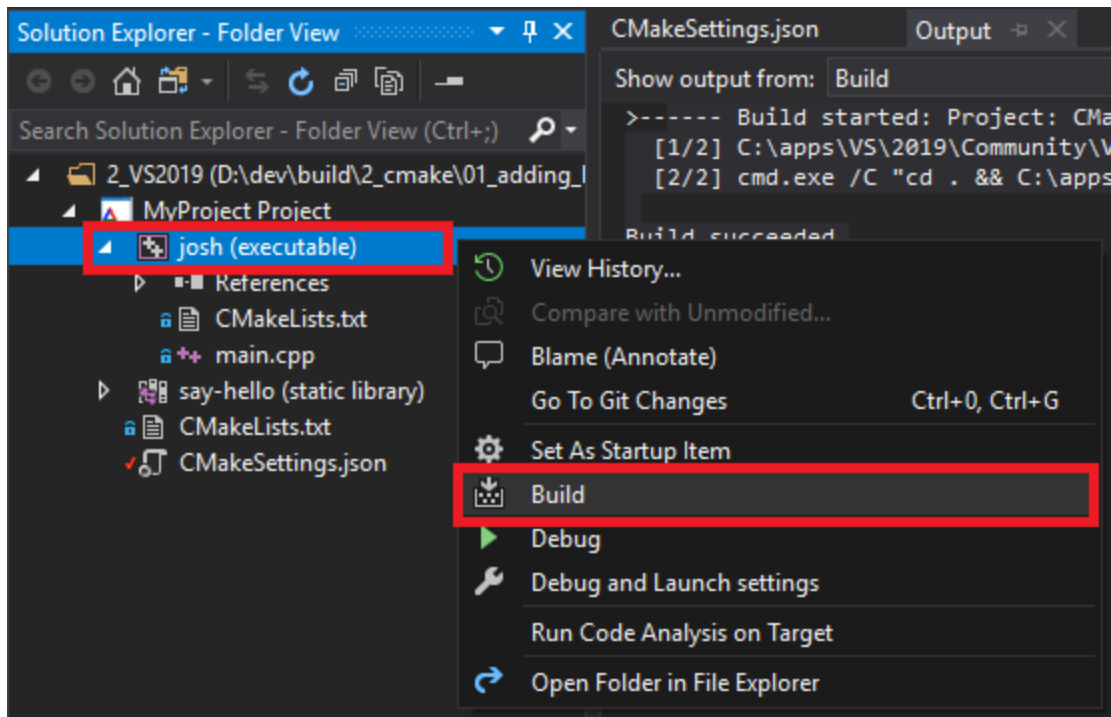 Solution Explorer - Folder View
Search Solution Explorer - Folder View (Ctrl+;)
2_VS2019 (D:\dev\build\2_cmake\01_adding_
MyProject Project
josh (executable)
References
CMakeLists.txt
main.cpp
say-hello (static library)
CMakeLists.txt
CMakeSettings.json
CMakeSettings.json
Output
Show output from: Build
>------ Build started: Project: CMa
[1/2] C:\apps\VS\2019\Community\V
[2/2] cmd.exe /C "cd . && C:\apps
Build succeeded.
View History...
Compare with Unmodified...
Blame (Annotate)
Go To Git Changes Ctrl+0, Ctrl+G
Set As Startup Item
Build
Debug
Debug and Launch settings
Run Code Analysis on Target
Open Folder in File Explorer